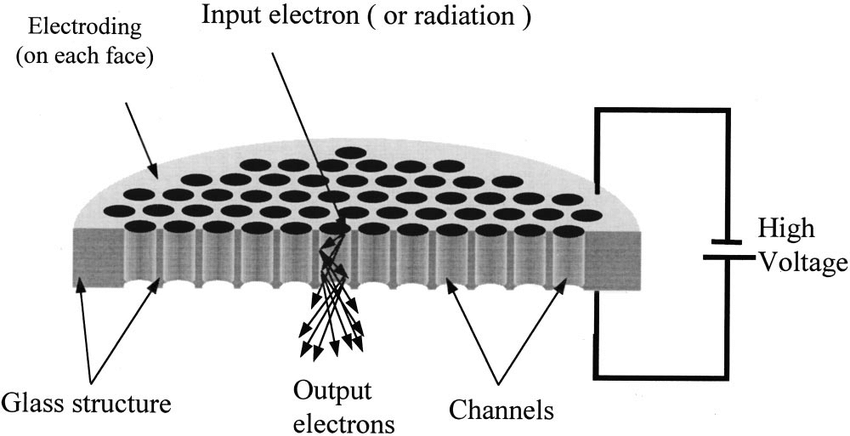 Input electron ( or radiation )
Electroding
(on each face)
High
Voltage
Glass structure
Output
electrons
Channels